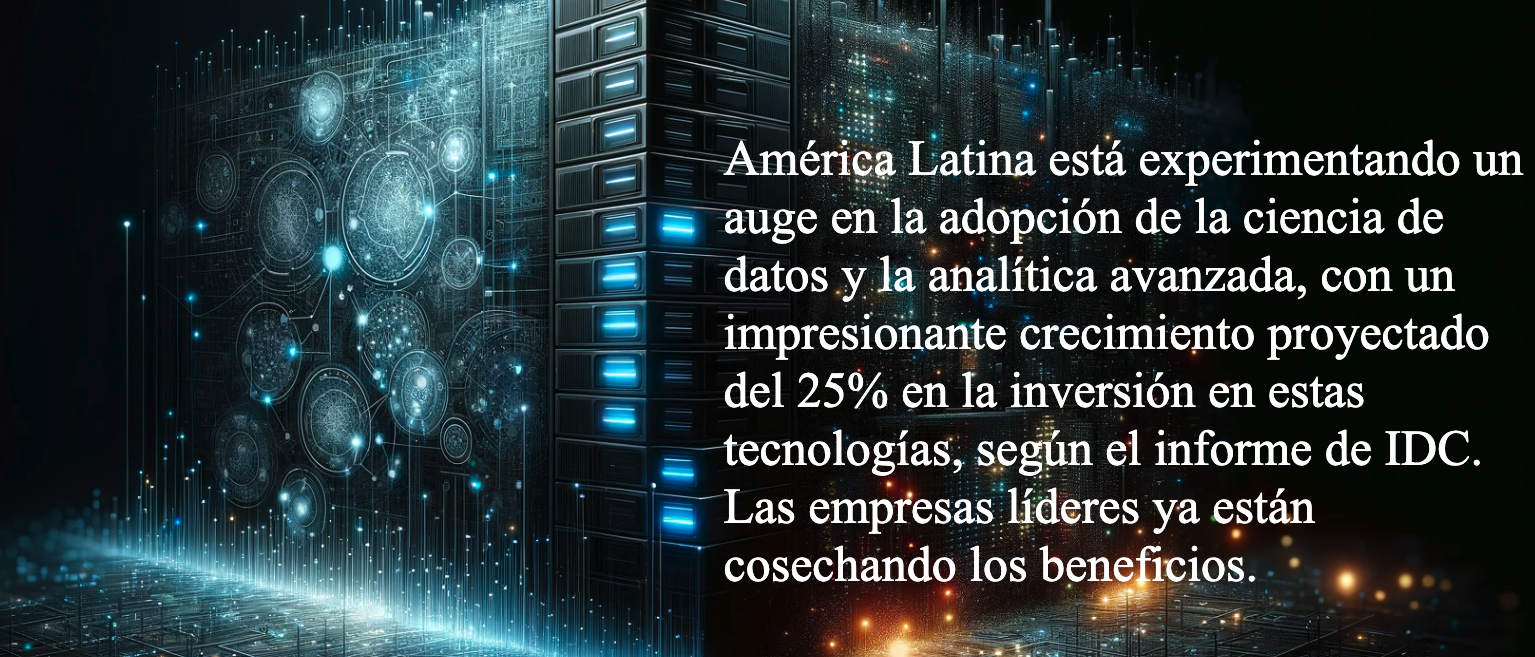 América Latina está experimentando un
auge en la adopción de la ciencia de
datos y la analítica avanzada, con un
impresionante crecimiento proyectado
del 25% en la inversión en estas
tecnologías, según el informe de IDC.
Las empresas líderes ya están
cosechando los beneficios.